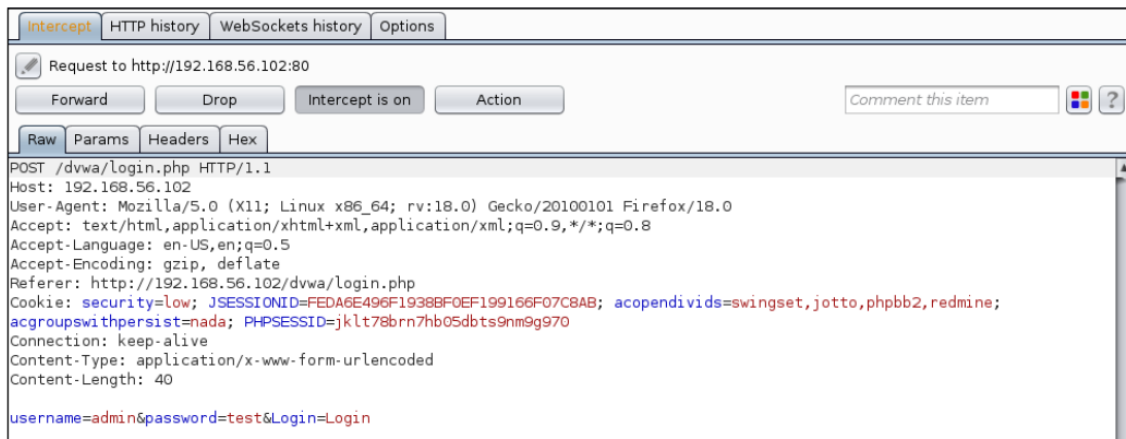 Intercept HTTP history WebSockets history Options
Request to http://192.168.56.102:80
Forward Drop Intercept is on Action Comment this item ?
Raw Params Headers Hex
POST /dvwa/login.php HTTP/1.1
Host: 192.168.56.102
User-Agent: Mozilla/5.0 (X11; Linux x86_64; rv:18.0) Gecko/20100101 Firefox/18.0
Accept: text/html,application/xhtml+xml,application/xml;q=0.9,*/*;q=0.8
Accept-Language: en-US,en;q=0.5
Accept-Encoding: gzip, deflate
Referer: http://192.168.56.102/dvwa/login.php
Cookie: security=low; JSESSIONID=FEDA6E496F1938BF0EF199166F07C8AB; acopendivids=swingset,jotto,phpbb2,redmine;
acgroupswithpersist=nada; PHPSESSID=jklt78brn7hb05dbts9nm9g970
Connection: keep-alive
Content-Type: application/x-www-form-urlencoded
Content-Length: 40
username=admin&password=test&Login=Login